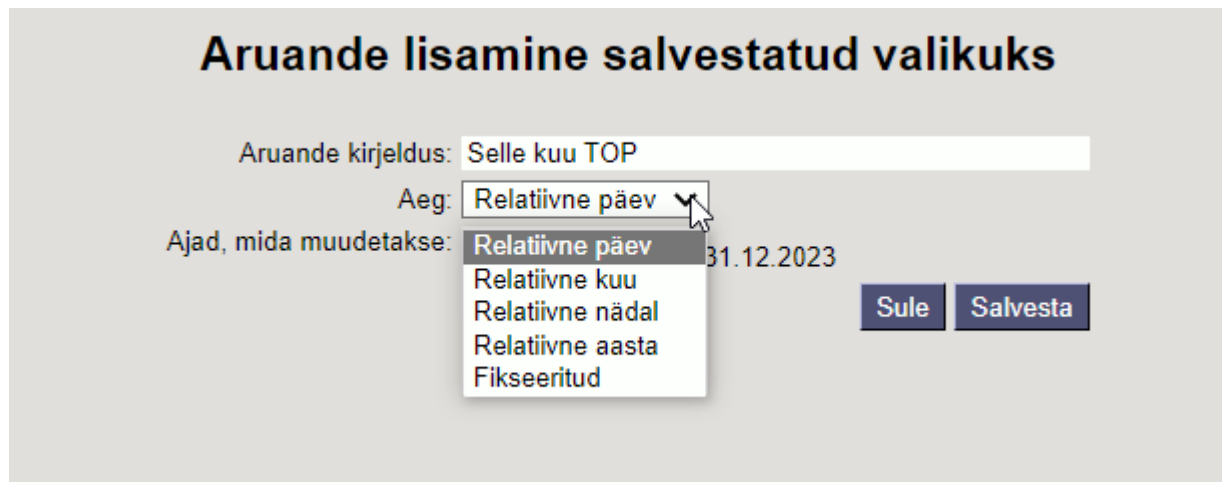 Aruande lisamine salvestatud valikuks
Aruande kirjeldus: Selle kuu TOP
Aeg: Relatiivne päev
Ajad, mida muudetakse: 31.12.2023
Relatiivne päev
Relatiivne kuu
Relatiivne nädal
Relatiivne aasta
Fikseeritud
Sule Salvesta